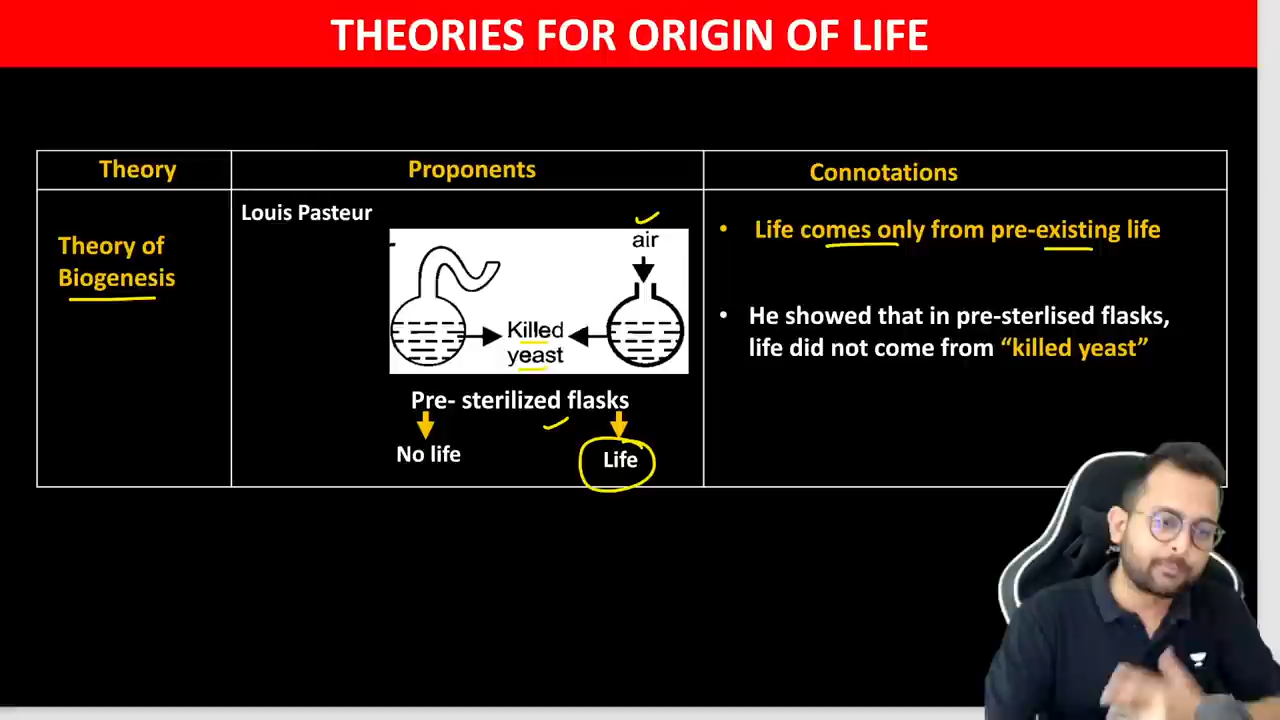 THEORIES FOR ORIGIN OF LIFE
Theory
Proponents
Connotations
Theory of
Biogenesis
Louis Pasteur
air
Killed
yeast
Pre- sterilized flasks
No life
Life
• Life comes only from pre-existing life
• He showed that in pre-sterlised flasks,
life did not come from “killed yeast”